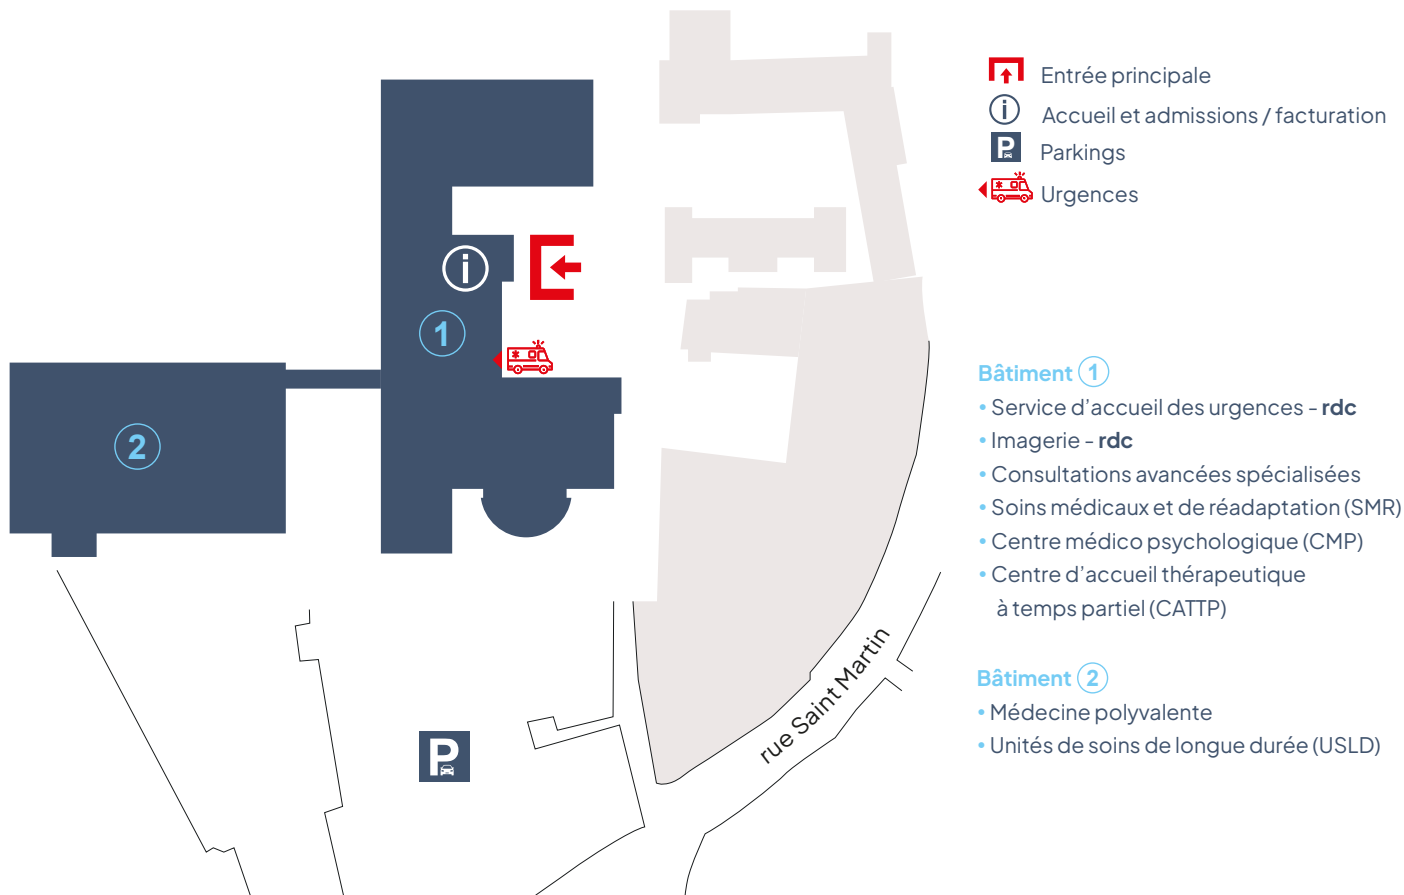 Entrée principale
i Accueil et admissions / facturation
P Parkings
Urgences
i
1
2
P
rue Saint Martin
Bâtiment 1
• Service d’accueil des urgences - rdc
• Imagerie - rdc
• Consultations avancées spécialisées
• Soins médicaux et de réadaptation (SMR)
• Centre médico psychologique (CMP)
• Centre d’accueil thérapeutique
à temps partiel (CATTP)
Bâtiment 2
• Médecine polyvalente
• Unités de soins de longue durée (USLD)